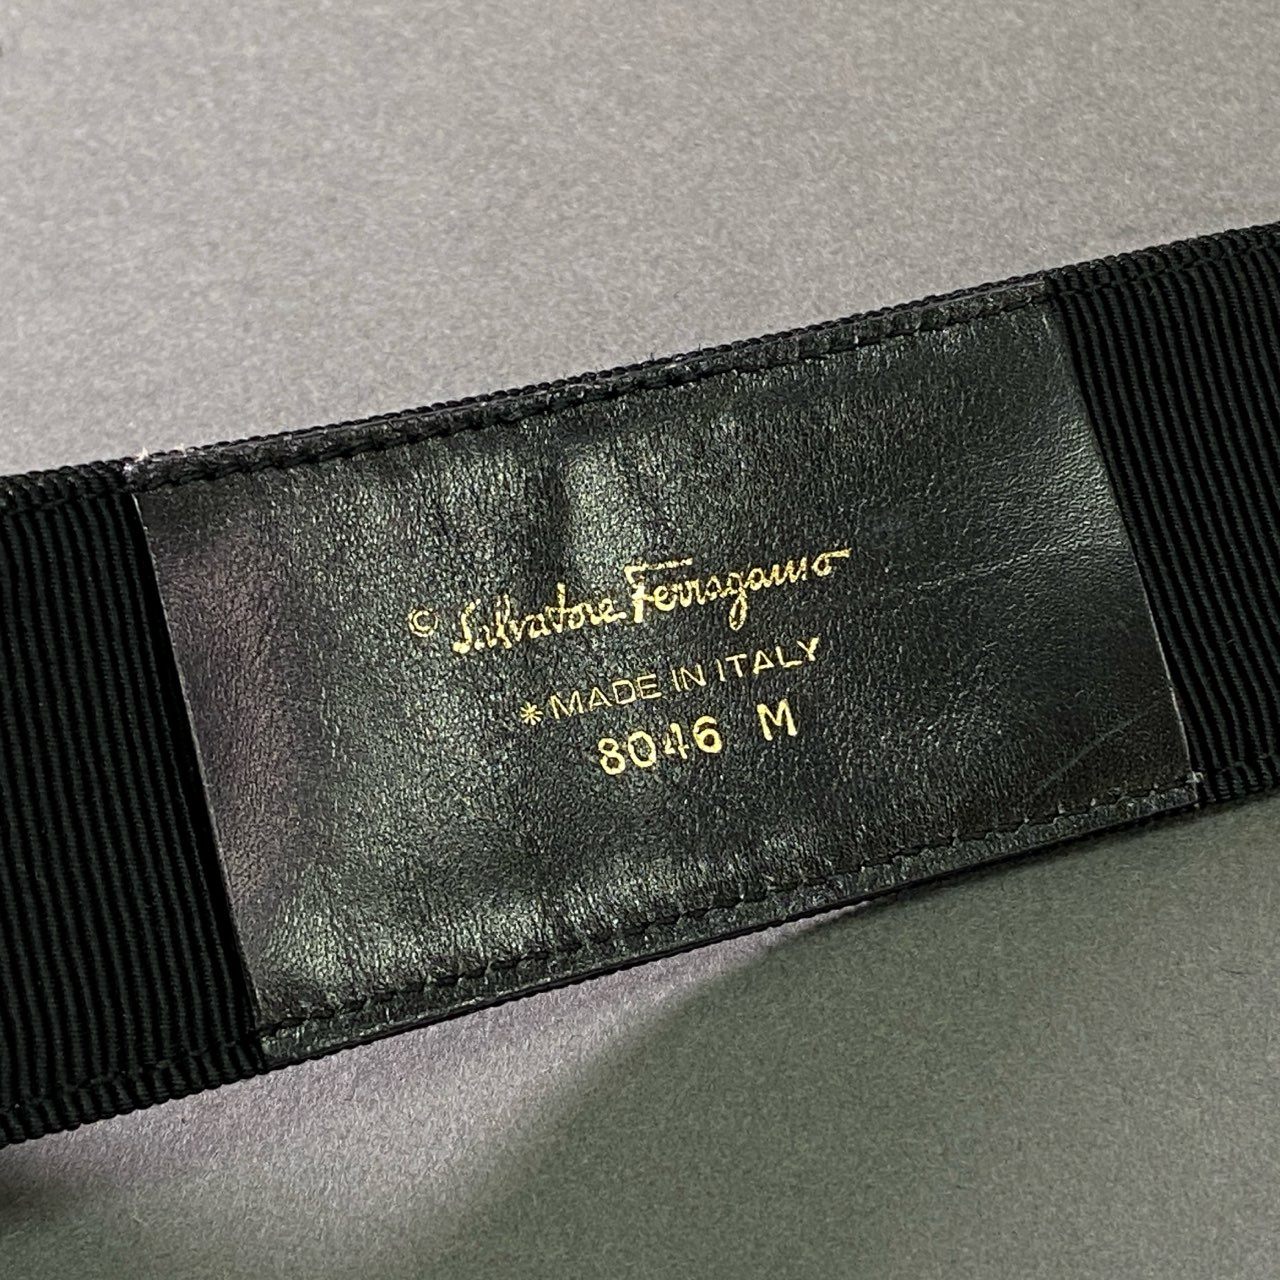 © Salvatore Ferragamo
*MADE IN ITALY
8046 M